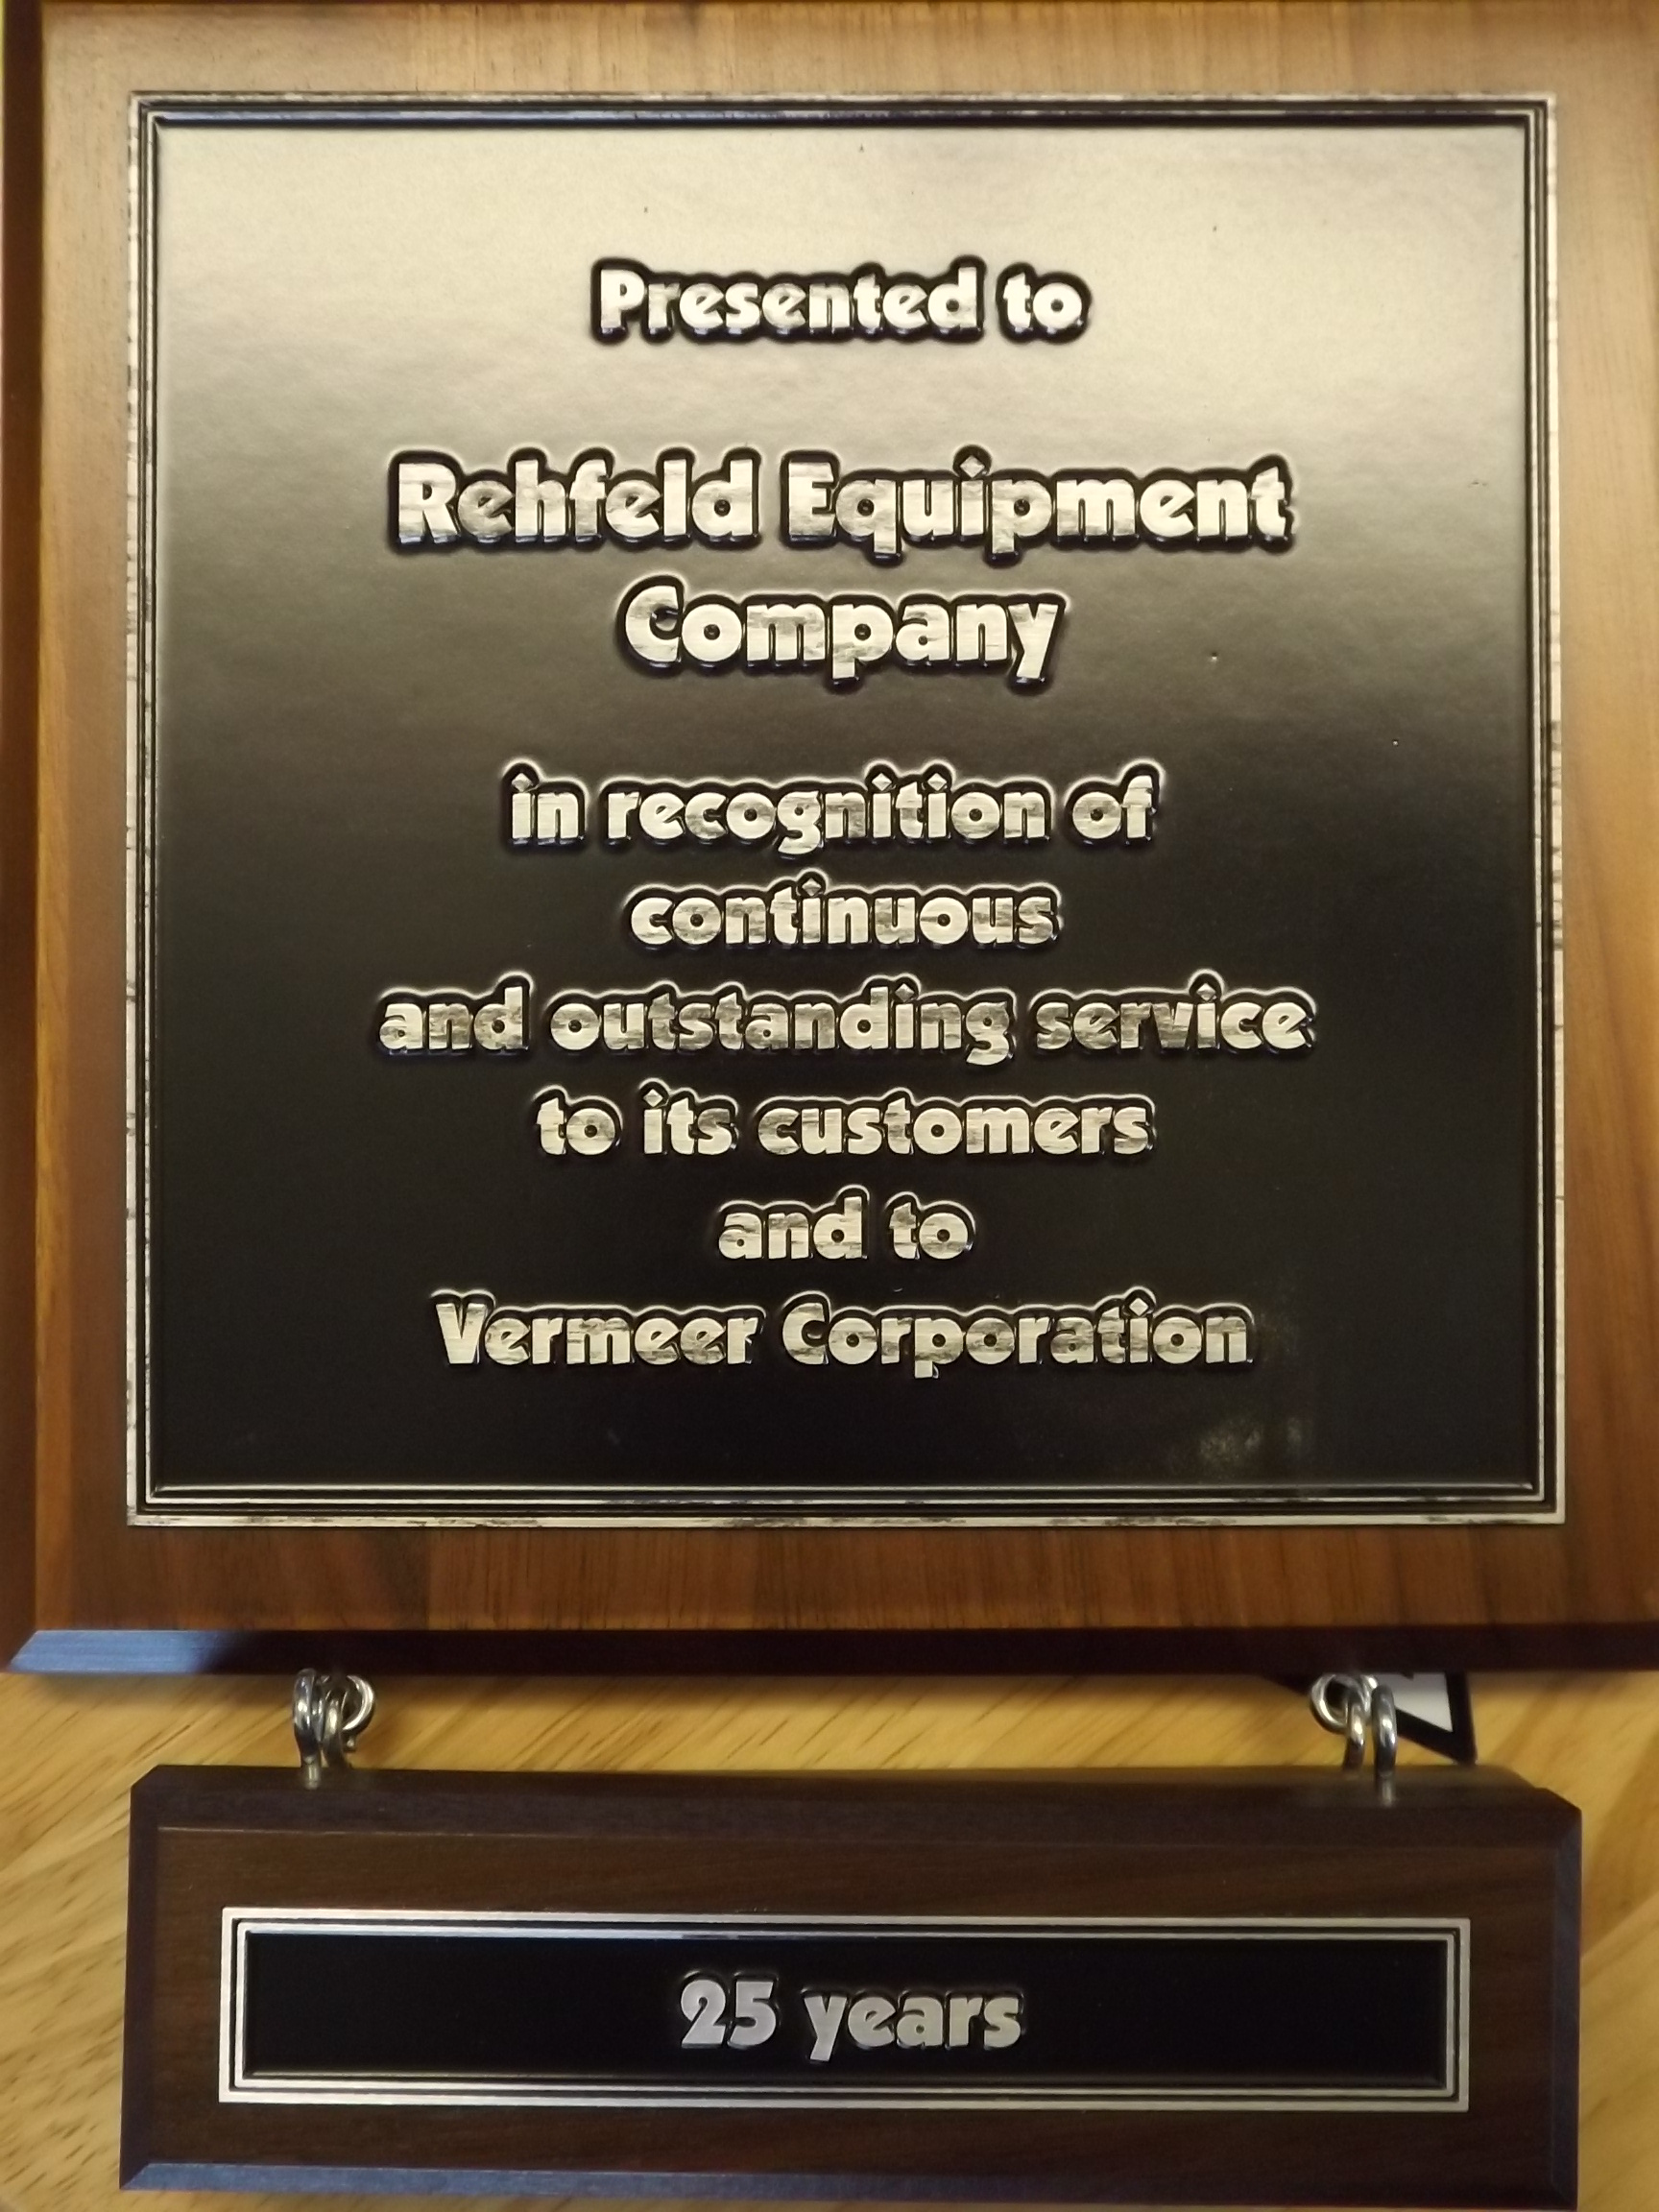 Presented to
Rehfeld Equipment
Company
in recognition of
continuous
and outstanding service
to its customers
and to
Vermeer Corporation
25 years